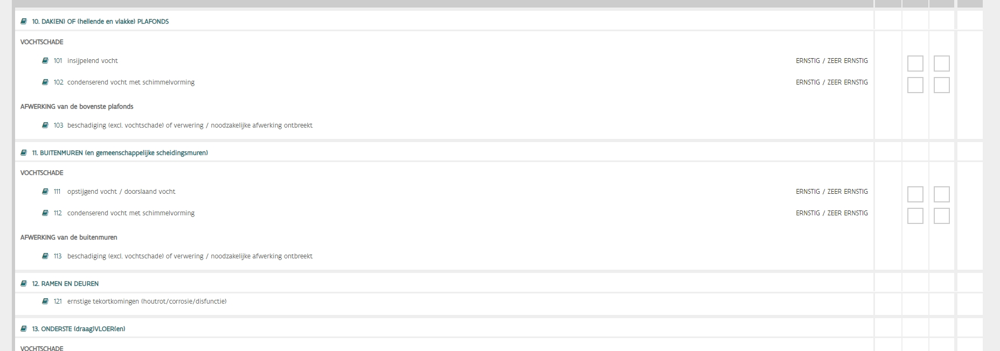 10. DAK(EN) OF (hellende en vlakke) PLAFONDS
VOCHTSCHADE
101 insijpelend vocht ERNSTIG / ZEER ERNSTIG
102 condenserend vocht met schimmelvorming ERNSTIG / ZEER ERNSTIG
AFWERKING van de bovenste plafonds
103 beschadiging (excl. vochtschade) of verwering / noodzakelijke afwerking ontbreekt
11. BUITENMUREN (en gemeenschappelijke scheidingsmuren)
VOCHTSCHADE
111 opstijgend vocht / doorslaand vocht ERNSTIG / ZEER ERNSTIG
112 condenserend vocht met schimmelvorming ERNSTIG / ZEER ERNSTIG
AFWERKING van de buitenmuren
113 beschadiging (excl. vochtschade) of verwering / noodzakelijke afwerking ontbreekt
12. RAMEN EN DEUREN
121 ernstige tekortkomingen (houtrot/corrosie/disfunctie)
13. ONDERSTE (draag)VLOER(en)
VOCHTSCHADE